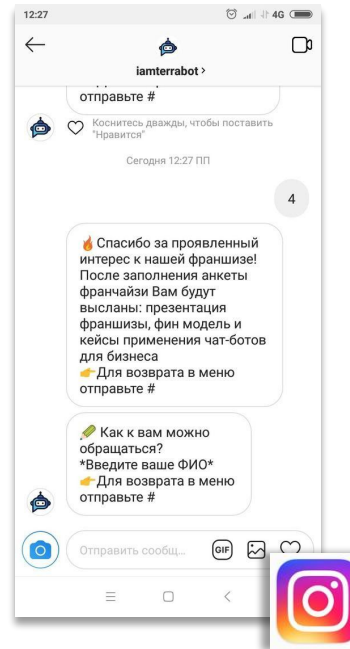 12:27
4G
iamterrabot >
отправьте #
Коснитесь дважды, чтобы поставить
"Нравится"
Сегодня 12:27 ПП
4
🔥 Спасибо за проявленный
интерес к нашей франшизе!
После заполнения анкеты
франчайзи Вам будут
высланы: презентация
франшизы, фин модель и
кейсы применения чат-ботов
для бизнеса
👉Для возврата в меню
отправьте #
Как к вам можно
обращаться?
*Введите ваше ФИО*
👉Для возврата в меню
отправьте #
Отправить сообщ...
GIF